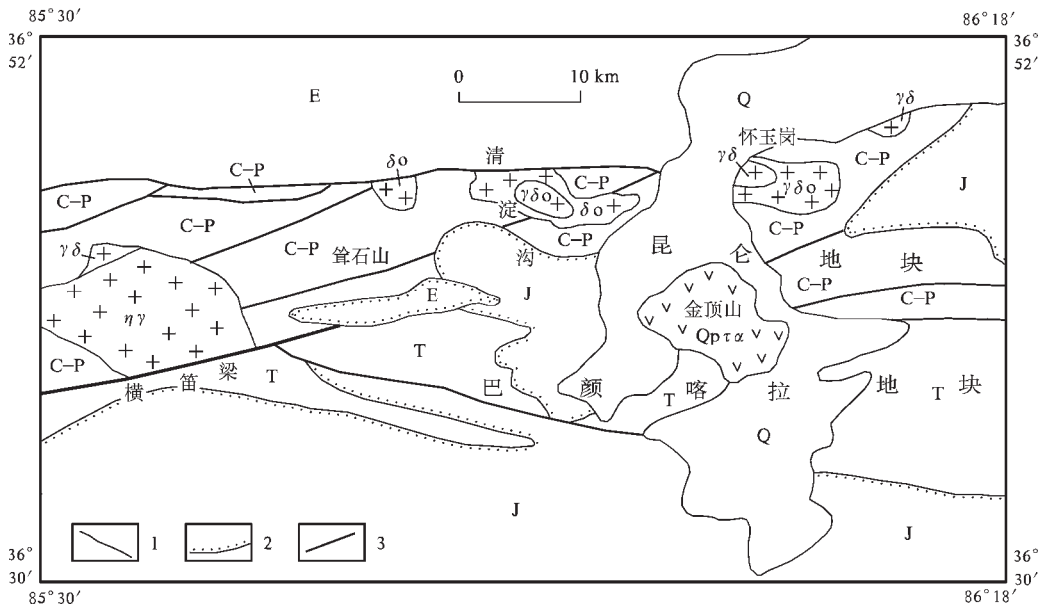 85°30′
86°18′
36°
52′
36°
52′
0
10 km
E
Q
γδ
怀玉岗
清
C-P
δο
C-P
C-P
γδ
C-P
γδο
J
C-P
γδο
δο
淀
C-P
C-P
昆
仑
地
块
γδ
C-P
耸石山
沟
C-P
C-P
E
J
金顶山
Qpτα
ηγ
T
C-P
横
笛
梁
T
巴
颜
喀
拉
地
块
T
T
Q
J
J
1
2
3
36°
30′
36°
30′
85°30′
86°18′